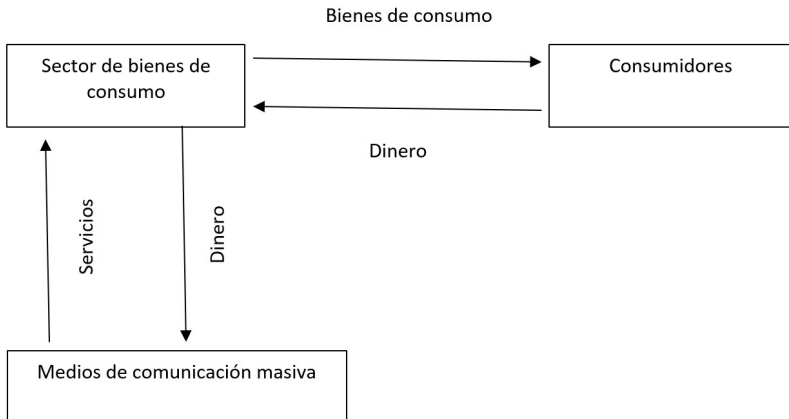 Bienes de consumo
Sector de bienes de
consumo
Consumidores
Dinero
Servicios
Dinero
Medios de comunicación masiva